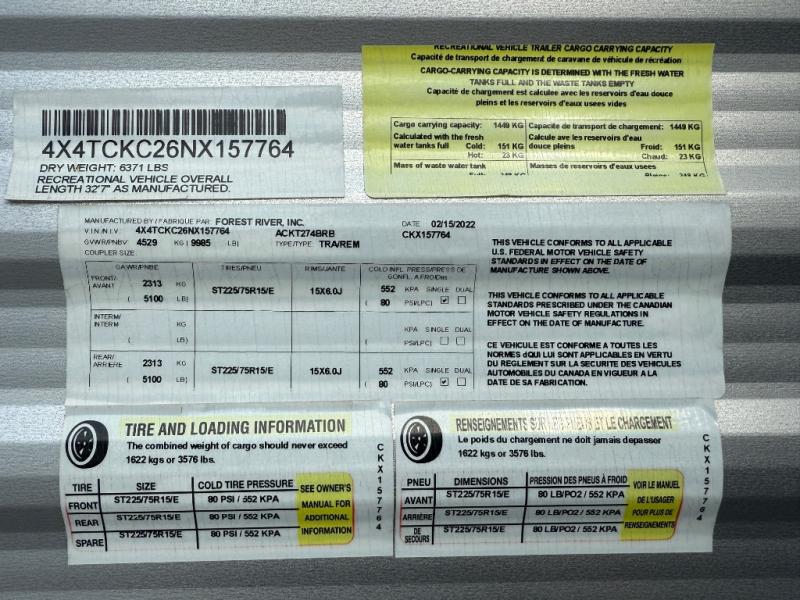 RECREATIONAL VEHICLE TRAILER CARGO CARRYING CAPACITY
Capacite de transport de chargement de caravane de véhicule de récréation
CARGO-CARRYING CAPACITY IS DETERMINED WITH THE FRESH WATER
TANKS FULL AND THE WASTE TANKS EMPTY
Capacité de chargement est calculee avec les reservoirs d'eau douce
pleins et les reservoirs d'eaux usees vides
Cargo carrying capacity: 1449 KG Capacite de transport de chargement: 1449 KG
Calculated with the fresh Calcule ave les reservoirs d'eau
water tanks full Cold: 151 KG douce pleins Froid: 151 KG
Hot: 23 KG Chaud: 23 KG
Mass of waste water tank Masses de reservoirs d'eaux usées
4X4TCKC26NX157764
DRY WEIGHT: 6371 LBS
RECREATIONAL VEHICLE OVERALL
LENGTH 32'7" AS MANUFACTURED.
MANUFACTURED BY / FABRIQUE PAR: FOREST RIVER, INC. DATE 02/15/2022
V I N / N I.V. 4X4TCKC26NX157764 ACKT274BRB CKX157764
GVWR/PNBV 4529 KG ( 9985 LB) TYPE/TYPE: TRA/REM
COUPLER SIZE:
GAWR/PNBE TIRES/PNEU RIMS/JANTE COLD INFL. PRESS/PRESS DE
GONFL. A FROID/as
FRONT/
AVANT 2313 KG ST225/75R15/E 15X6.0J 552 KPA SINGLE DUAL
( 5100 LB) ( 80 PSI/LPC)
INTERM/
INTERM KG KPA SINGLE DUAL
( LB) ( PSI/LPC)
REAR/
ARRIÈRE 2313 KG ST225/75R15/E 15X6.0J 552 KPA SINGLE DUAL
( 5100 LB) ( 80 PSI/LPC)
THIS VEHICLE CONFORMS TO ALL APPLICABLE
U.S. FEDERAL MOTOR VEHICLE SAFETY
STANDARDS IN EFFECT ON THE DATE OF
MANUFACTURE SHOWN ABOVE.
THIS VEHICLE CONFORMS TO ALL APPLICABLE
STANDARDS PRESCRIBED UNDER THE CANADIAN
MOTOR VEHICLE SAFETY REGULATIONS IN
EFFECT ON THE DATE OF MANUFACTURE.
CE VEHICULE EST CONFORME A TOUTES LES
NORMES dQUI LUI SONT APPLICABLES EN VERTU
DU REGLEMENT SUR LA SECURITE DES VEHICULES
AUTOMOBILES DU CANADA EN VIGUEUR A LA
DATE DE SA FABRICATION.
TIRE AND LOADING INFORMATION
The combined weight of cargo should never exceed
1622 kgs or 3576 lbs.
TIRE SIZE COLD TIRE PRESSURE SEE OWNER'S
MANUAL FOR
ADDITIONAL
INFORMATION
FRONT ST225/75R15/E 80 PSI / 552 KPA
REAR ST225/75R15/E 80 PSI / 552 KPA
SPARE ST225/75R15/E 80 PSI / 552 KPA
CKX157764
RENSEIGNEMENTS SUR LES PNEUS ET LE CHARGEMENT
Le poids du chargement ne doit jamais depasser
1622 kgs or 3576 lbs.
PNEU DIMENSIONS PRESSION DES PNEUS À FROID VOIR LE MANUEL
DE L'USAGER
POUR PLUS DE
RENSEIGNEMENTS
AVANT ST225/75R15/E 80 LB/PO2 / 552 KPA
ARRIÈRE ST225/75R15/E 80 LB/PO2 / 552 KPA
DE
SECOURS ST225/75R15/E 80 LB/PO2 / 552 KPA
CKX157764